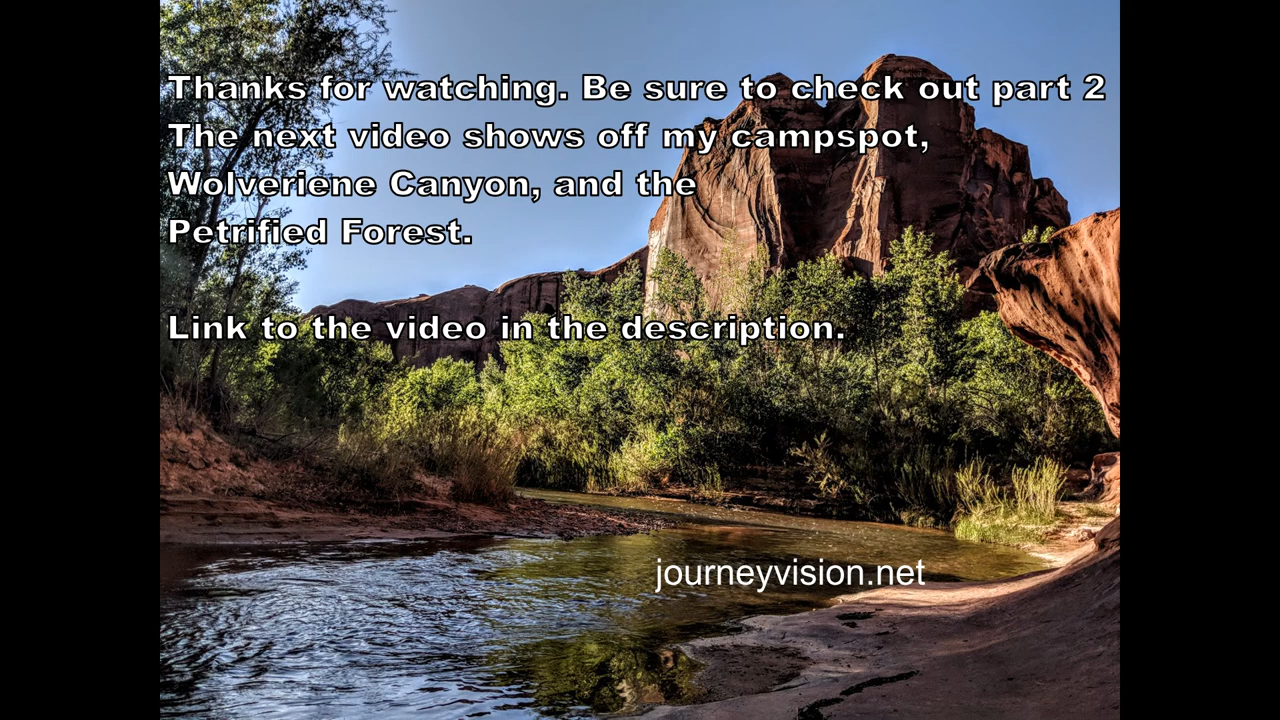 Thanks for watching. Be sure to check out part 2
The next video shows off my campspot,
Wolveriene Canyon, and the
Petrified Forest.
Link to the video in the description.
journeyvision.net